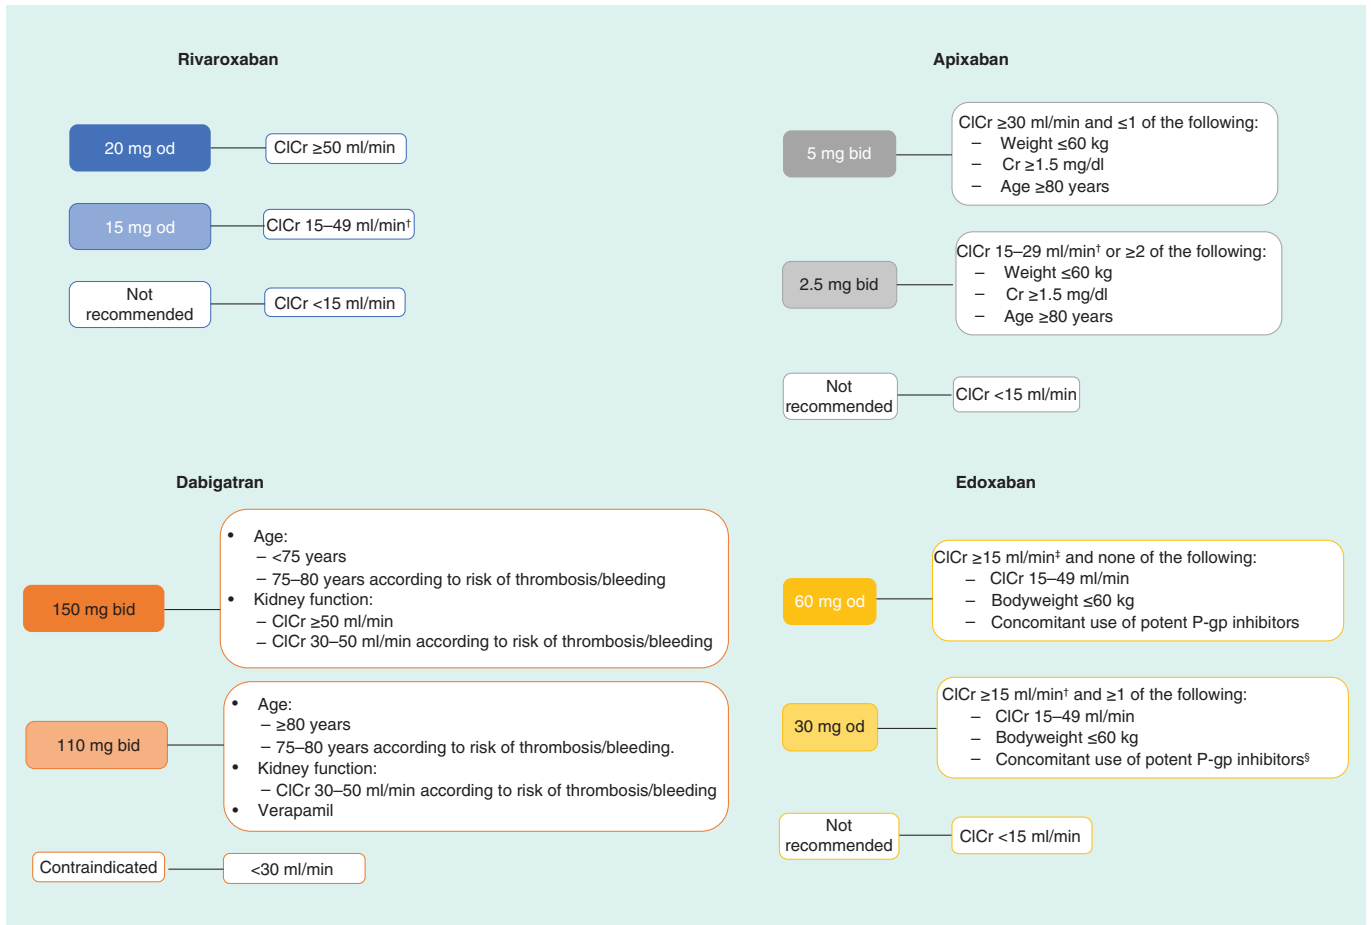 Rivaroxaban
20 mg od
ClCr ≥50 ml/min
15 mg od
ClCr 15–49 ml/min†
Not
recommended
ClCr <15 ml/min
Apixaban
5 mg bid
ClCr ≥30 ml/min and ≤1 of the following:
– Weight ≤60 kg
– Cr ≥1.5 mg/dl
– Age ≥80 years
2.5 mg bid
ClCr 15–29 ml/min† or ≥2 of the following:
– Weight ≤60 kg
– Cr ≥1.5 mg/dl
– Age ≥80 years
Not
recommended
ClCr <15 ml/min
Dabigatran
150 mg bid
• Age:
– <75 years
– 75–80 years according to risk of thrombosis/bleeding
• Kidney function:
– ClCr ≥50 ml/min
– ClCr 30–50 ml/min according to risk of thrombosis/bleeding
110 mg bid
• Age:
– ≥80 years
– 75–80 years according to risk of thrombosis/bleeding.
• Kidney function:
– ClCr 30–50 ml/min according to risk of thrombosis/bleeding
• Verapamil
Contraindicated
<30 ml/min
Edoxaban
60 mg od
ClCr ≥15 ml/min‡ and none of the following:
– ClCr 15–49 ml/min
– Bodyweight ≤60 kg
– Concomitant use of potent P-gp inhibitors
30 mg od
ClCr ≥15 ml/min† and ≥1 of the following:
– ClCr 15–49 ml/min
– Bodyweight ≤60 kg
– Concomitant use of potent P-gp inhibitors§
Not
recommended
ClCr <15 ml/min